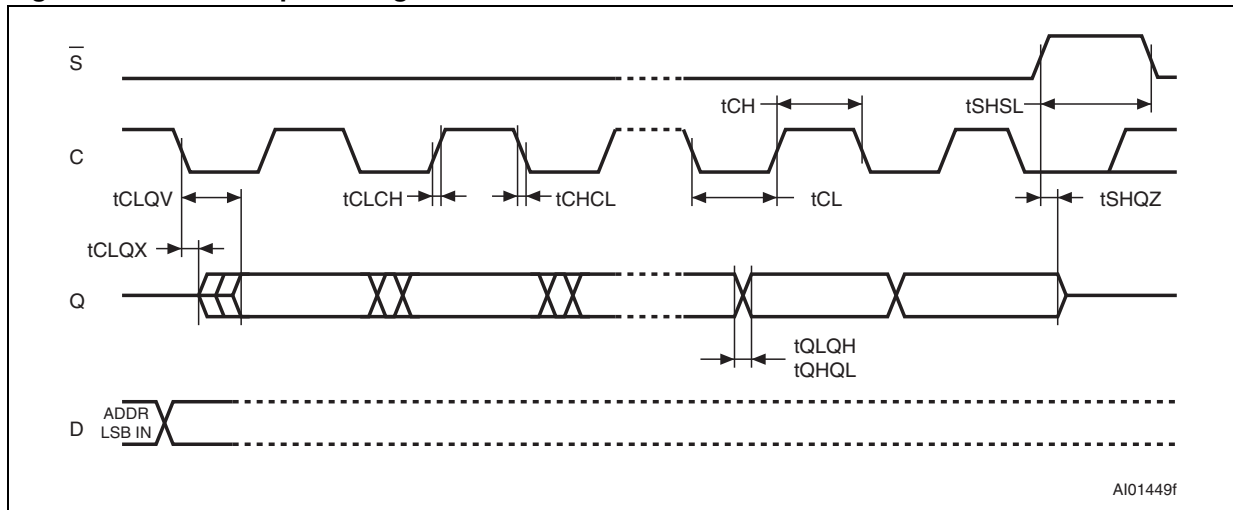 S
tCH
tSHSL
C
tCLQV
tCLCH
tCHCL
tCL
tSHQZ
tCLQX
Q
tQLQH
tQHQL
D
ADDR
LSB IN
AI01449f